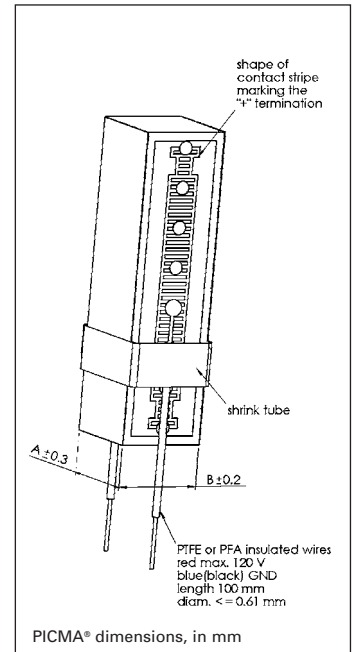 shape of
contact stripe
marking the
"+" termination
shrink tube
A ±0.3
B±0.2
PTFE or PFA insulated wires
red max. 120 V
blue(black) GND
length 100 mm
diam. <=0.61 mm
PICMA® dimensions, in mm